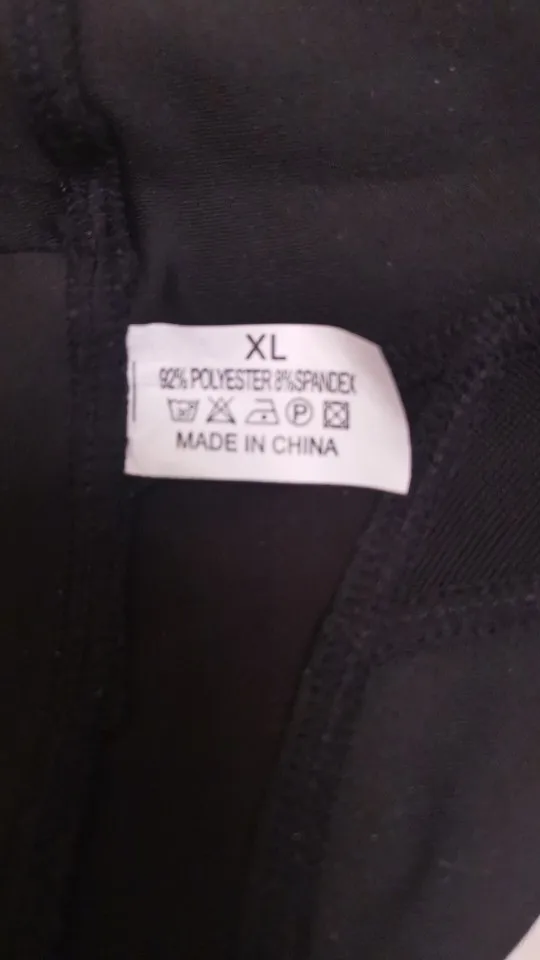 XL
92% POLYESTER 8%SPANDEX
MADE IN CHINA